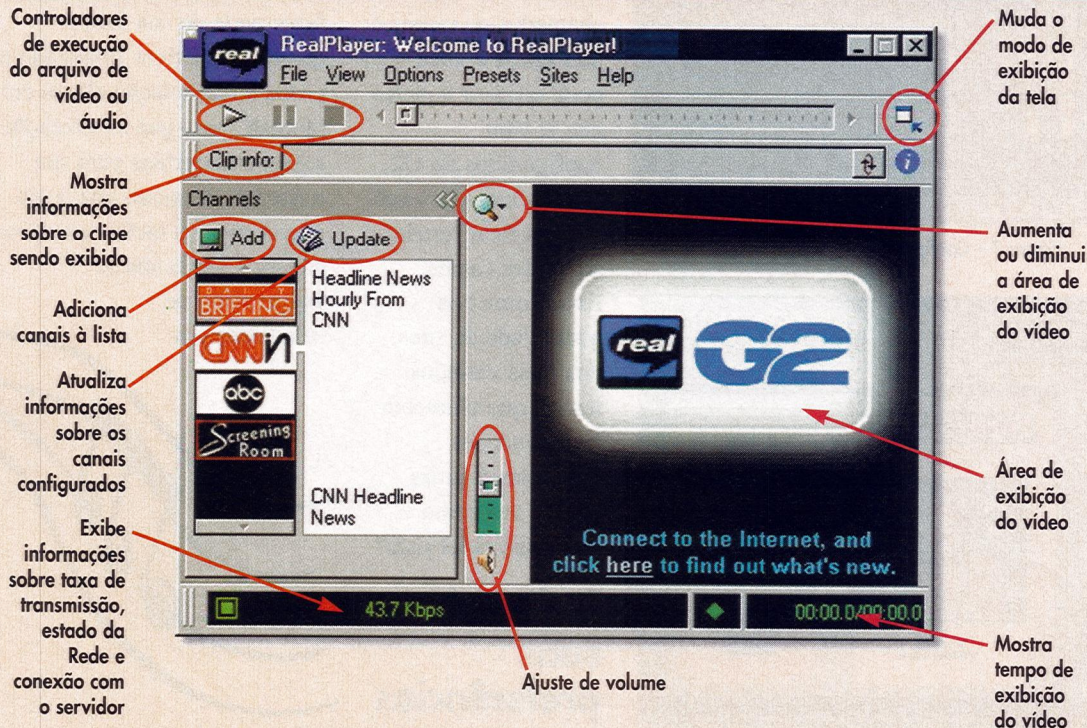 Controladores
de execução
do arquivo de
vídeo ou
áudio
Mostra
informações
sobre o clipe
sendo exibido
Adiciona
canais à lista
Atualiza
informações
sobre os
canais
configurados
Exibe
informações
sobre taxa de
transmissão,
estado da
Rede e
conexão com
o servidor
real
RealPlayer: Welcome to RealPlayer!
File View Options Presets Sites Help
Clip info:
Channels
Add Update
DAILY
BRIEFING
CNNin
abc
Screening
Room
Headline News
Hourly From
CNN
CNN Headline
News
real G2
Connect to the Internet, and
click here to find out what's new.
43.7 Kbps
00:00.0/00:00.0
Ajuste de volume
Muda o
modo de
exibição
da tela
Aumenta
ou diminui
a área de
exibição
do vídeo
Área de
exibição
do vídeo
Mostra
tempo de
exibição
do vídeo